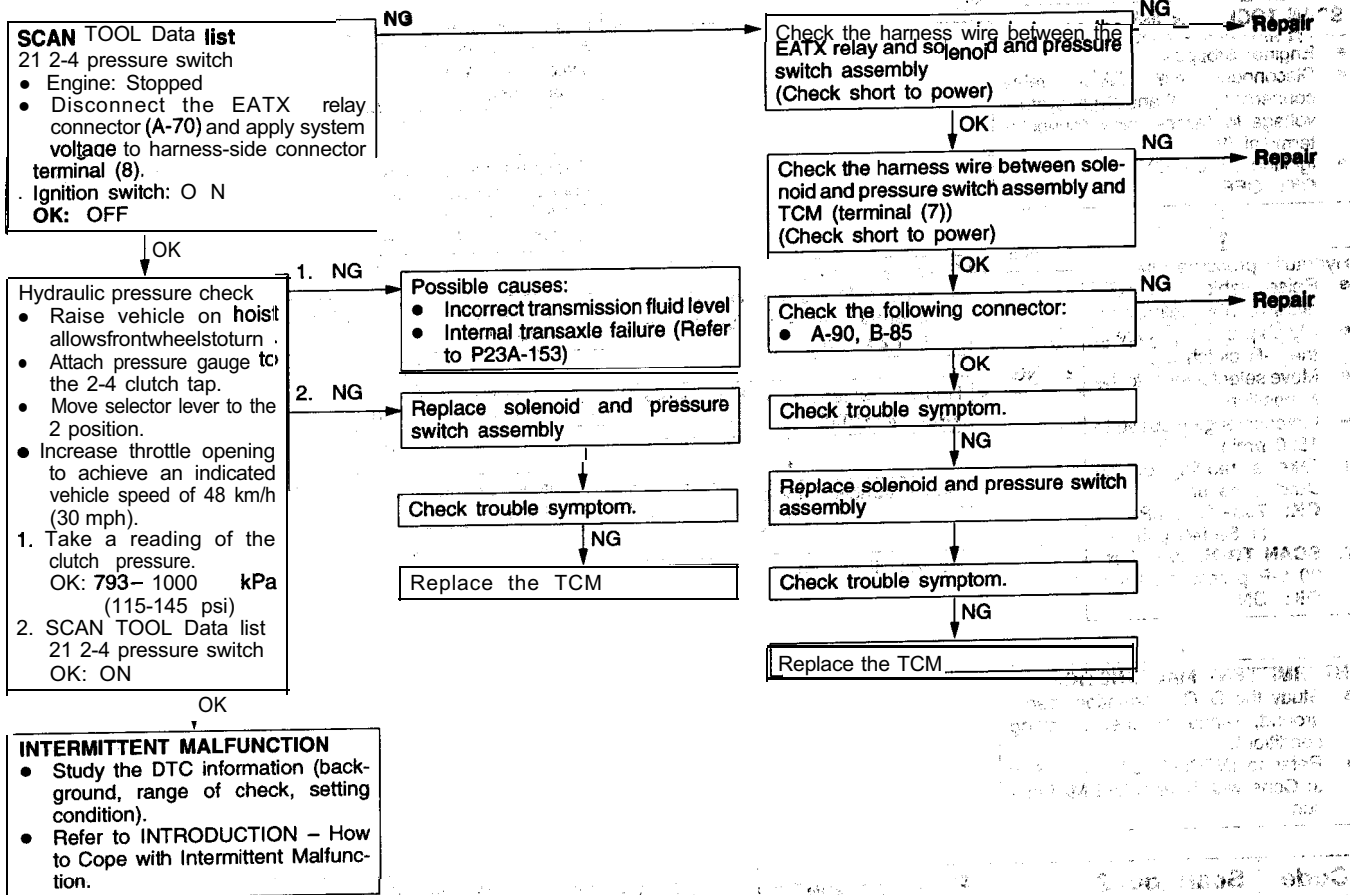 NG
SCAN TOOL Data list
21 2-4 pressure switch
● Engine: Stopped
● Disconnect the EATX relay
connector (A-70) and apply system
voltage to harness-side connector
terminal (8).
. Ignition switch: O N
OK: OFF
OK
Hydraulic pressure check
● Raise vehicle on hoist
allowsfrontwheelstoturn .
● Attach pressure gauge to
the 2-4 clutch tap.
● Move selector lever to the
2 position.
● Increase throttle opening
to achieve an indicated
vehicle speed of 48 km/h
(30 mph).
1. Take a reading of the
clutch pressure.
OK: 793– 1000 kPa
(115-145 psi)
2. SCAN TOOL Data list
21 2-4 pressure switch
OK: ON
OK
INTERMITTENT MALFUNCTION
● Study the DTC information (back-
ground, range of check, setting
condition).
● Refer to INTRODUCTION – How
to Cope with Intermittent Malfunc-
tion.
1. NG
Possible causes:
● Incorrect transmission fluid level
● Internal transaxle failure (Refer
to P23A-153)
2. NG
Replace solenoid and pressure
switch assembly
Check trouble symptom.
NG
Replace the TCM
Check the harness wire between the
EATX relay and solenoid and pressure
switch assembly
(Check short to power)
NG
Repair
OK
Check the harness wire between sole-
noid and pressure switch assembly and
TCM (terminal (7))
(Check short to power)
NG
Repair
OK
Check the following connector:
● A-90, B-85
NG
Repair
OK
Check trouble symptom.
NG
Replace solenoid and pressure switch
assembly
Check trouble symptom.
NG
Replace the TCM